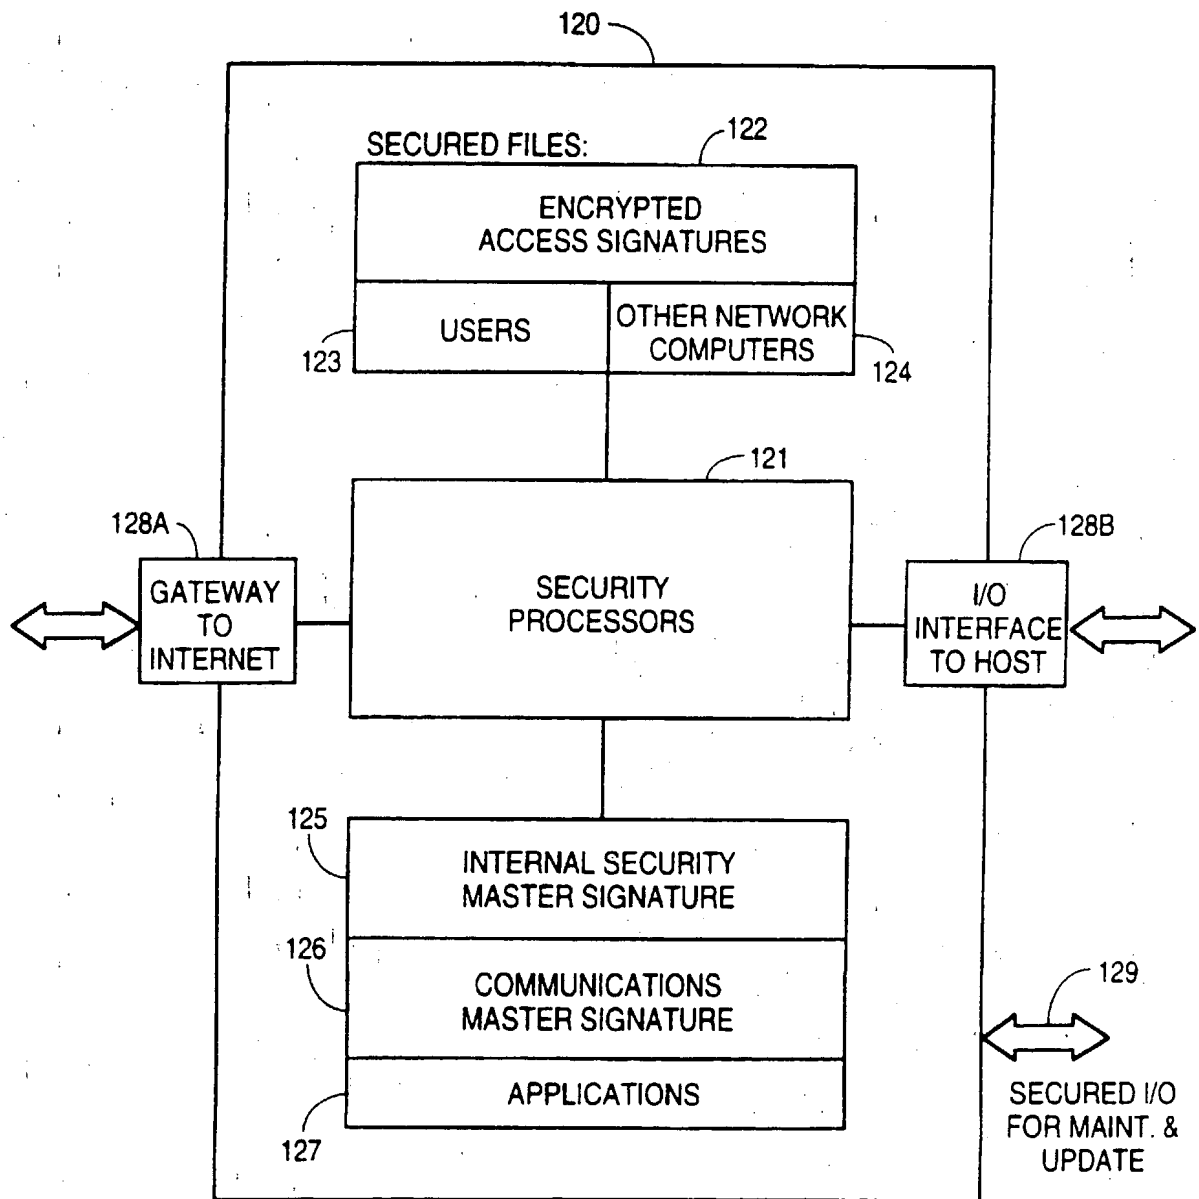 120
122
SECURED FILES:
ENCRYPTED
ACCESS SIGNATURES
USERS
OTHER NETWORK
COMPUTERS
123
124
121
128A
128B
GATEWAY
TO
INTERNET
SECURITY
PROCESSORS
I/O
INTERFACE
TO HOST
125
INTERNAL SECURITY
MASTER SIGNATURE
126
COMMUNICATIONS
MASTER SIGNATURE
129
APPLICATIONS
127
SECURED I/O
FOR MAINT. &
UPDATE